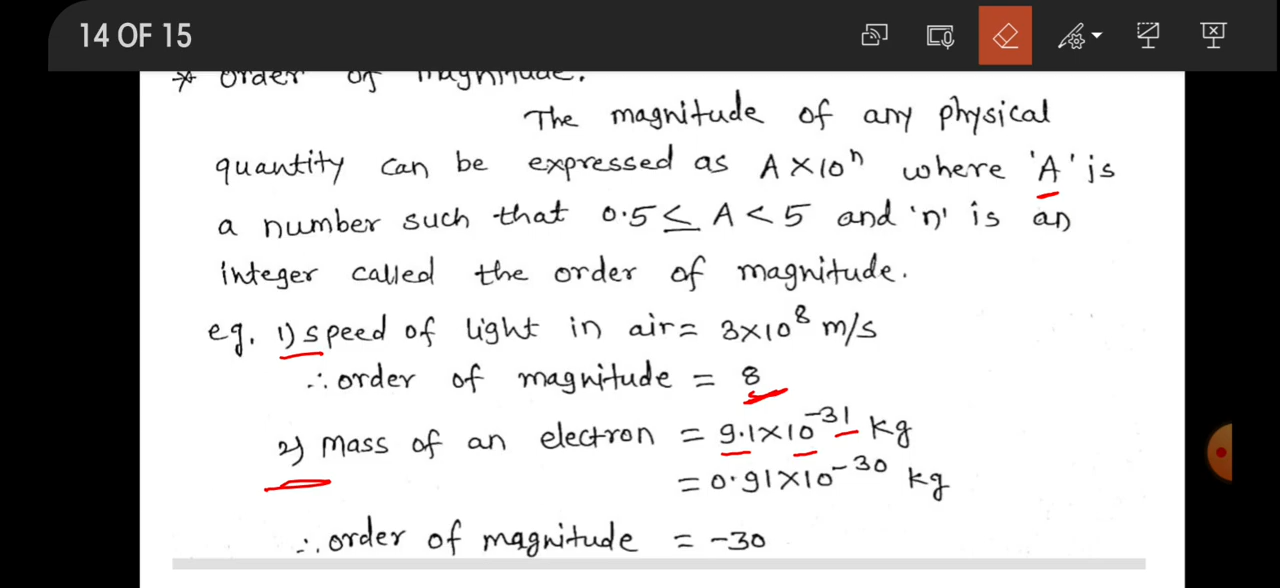 14 OF 15
* Order of magnitude.
The magnitude of any physical
quantity can be expressed as A×10ⁿ where 'A' is
a number such that 0.5 ≤ A < 5 and 'n' is an
integer called the order of magnitude.
eg. 1) speed of light in air = 3×10⁸ m/s
∴ order of magnitude = 8
2) Mass of an electron = 9.1×10⁻³¹ kg
= 0.91×10⁻³⁰ kg
∴ order of magnitude = -30